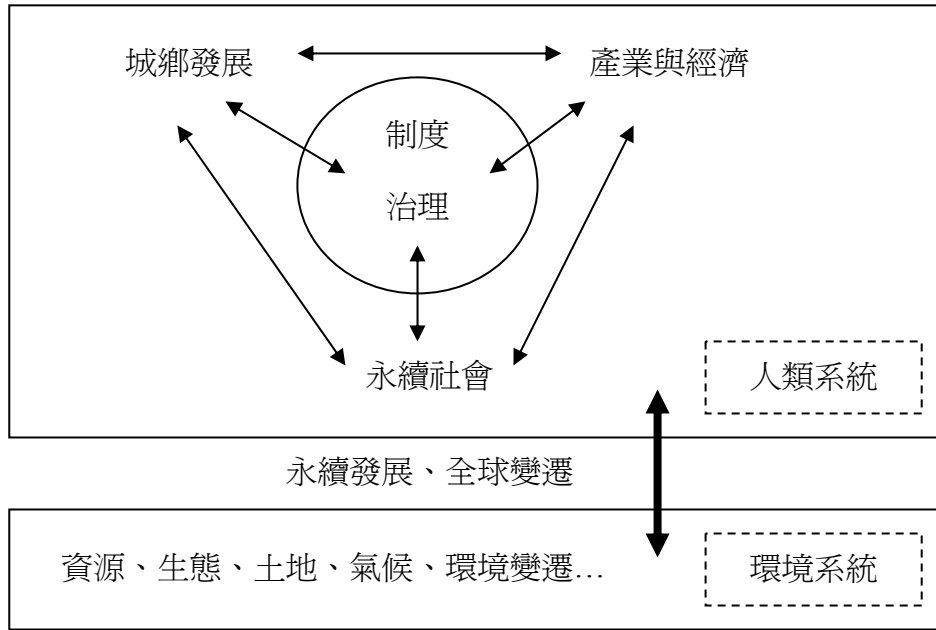 城鄉發展
產業與經濟
制度
治理
永續社會
人類系統
永續發展、全球變遷
資源、生態、土地、氣候、環境變遷…
環境系統